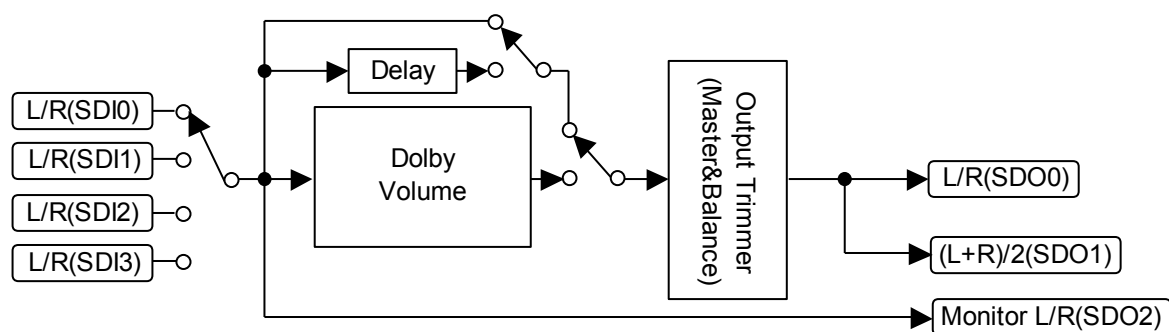 Delay
L/R(SDI0)
L/R(SDI1)
L/R(SDI2)
L/R(SDI3)
Dolby
Volume
Output Trimmer
(Master&Balance)
L/R(SDO0)
(L+R)/2(SDO1)
Monitor L/R(SDO2)